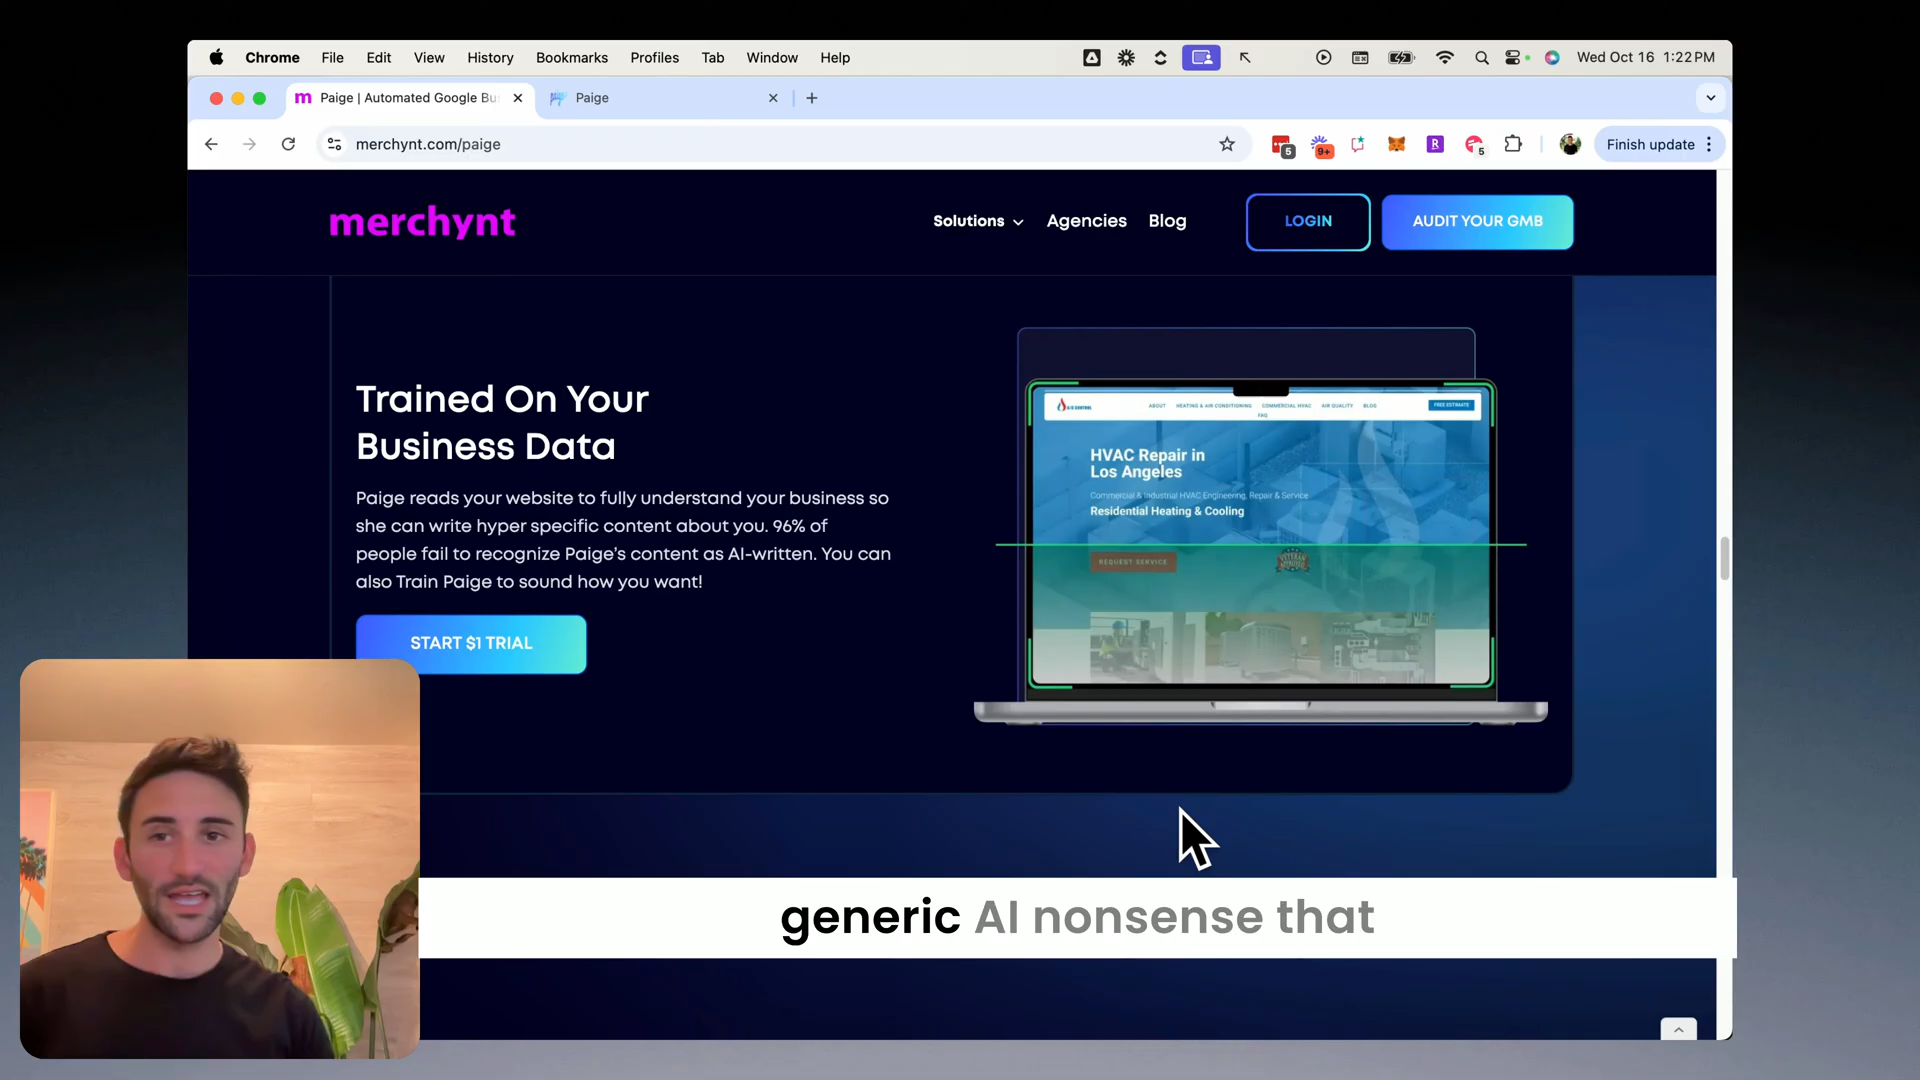 Chrome File Edit View History Bookmarks Profiles Tab Window Help Wed Oct 16 1:22 PM
Paige | Automated Google Bu
Paige
merchynt.com/paige
5
9+
5
Finish update
merchynt
Solutions
Agencies
Blog
LOGIN
AUDIT YOUR GMB
Trained On Your
Business Data
Paige reads your website to fully understand your business so
she can write hyper specific content about you. 96% of
people fail to recognize Paige's content as AI-written. You can
also Train Paige to sound how you want!
START $1 TRIAL
ABOUT HEATING & AIR CONDITIONING COMMERCIAL HVAC AIR QUALITY BLOG
FAQ
FREE ESTIMATE
HVAC Repair in
Los Angeles
Commercial & Industrial HVAC Engineering, Repair & Service
Residential Heating & Cooling
REQUEST SERVICE
generic AI nonsense that